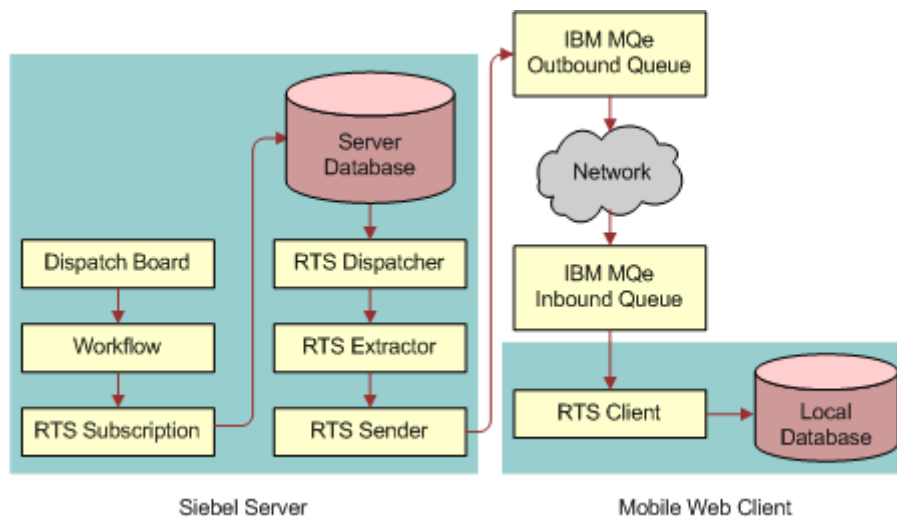 IBM MQe
Outbound Queue
Server
Database
Network
Dispatch Board
RTS Dispatcher
IBM MQe
Inbound Queue
Workflow
RTS Extractor
RTS Subscription
RTS Sender
RTS Client
Local
Database
Siebel Server
Mobile Web Client